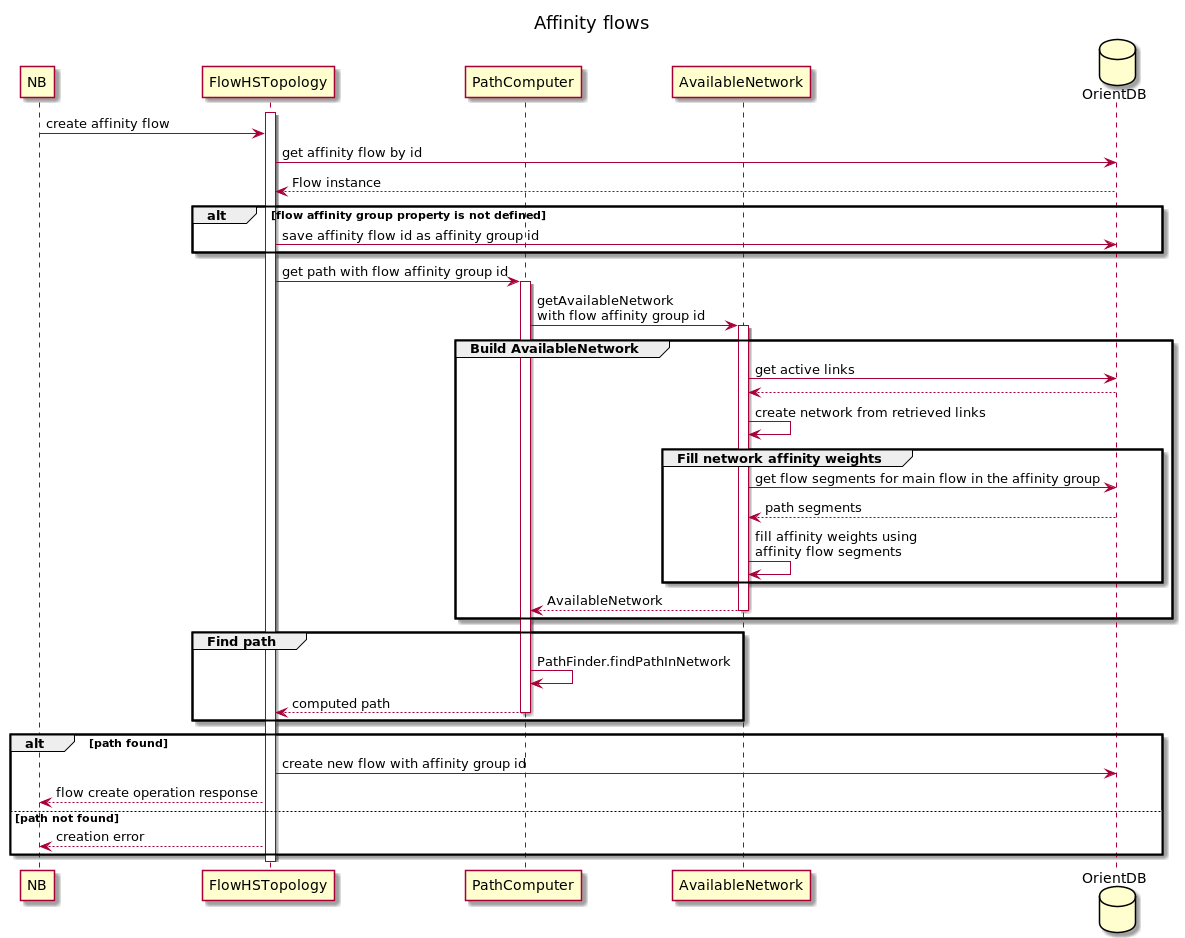 Affinity flows
NB
FlowHSTopology
PathComputer
AvailableNetwork
OrientDB
create affinity flow
get affinity flow by id
Flow instance
alt
[flow affinity group property is not defined]
save affinity flow id as affinity group id
get path with flow affinity group id
getAvailableNetwork
with flow affinity group id
Build AvailableNetwork
get active links
create network from retrieved links
Fill network affinity weights
get flow segments for main flow in the affinity group
path segments
fill affinity weights using
affinity flow segments
AvailableNetwork
Find path
PathFinder.findPathInNetwork
computed path
alt
[path found]
create new flow with affinity group id
flow create operation response
[path not found]
creation error
NB
FlowHSTopology
PathComputer
AvailableNetwork
OrientDB